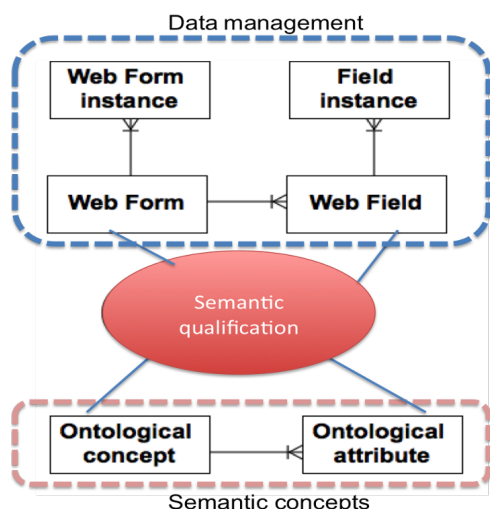 Data management
Web Form
instance
Field
instance
Web Form
Web Field
Semantic
qualification
Ontological
concept
Ontological
attribute
Semantic concepts